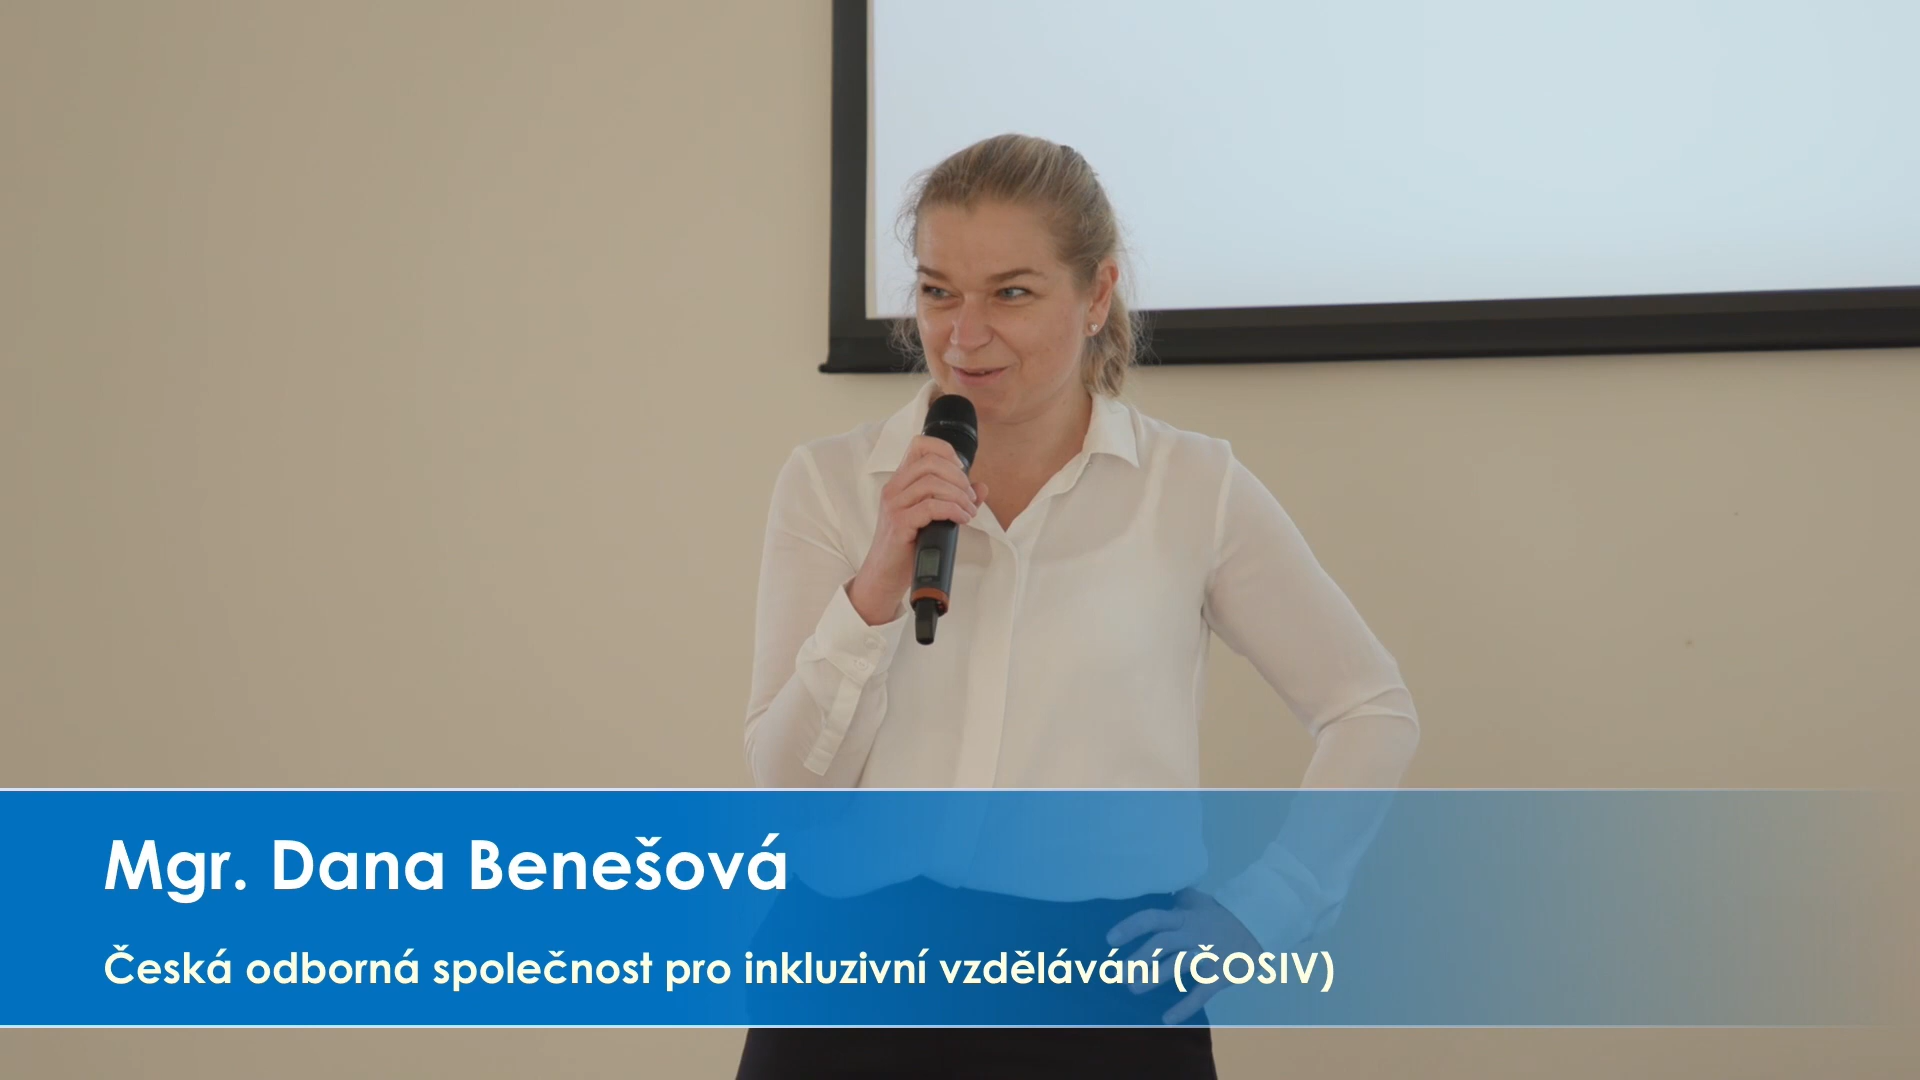 Mgr. Dana Benešová
Česká odborná společnost pro inkluzivní vzdělávání (ČOSIV)